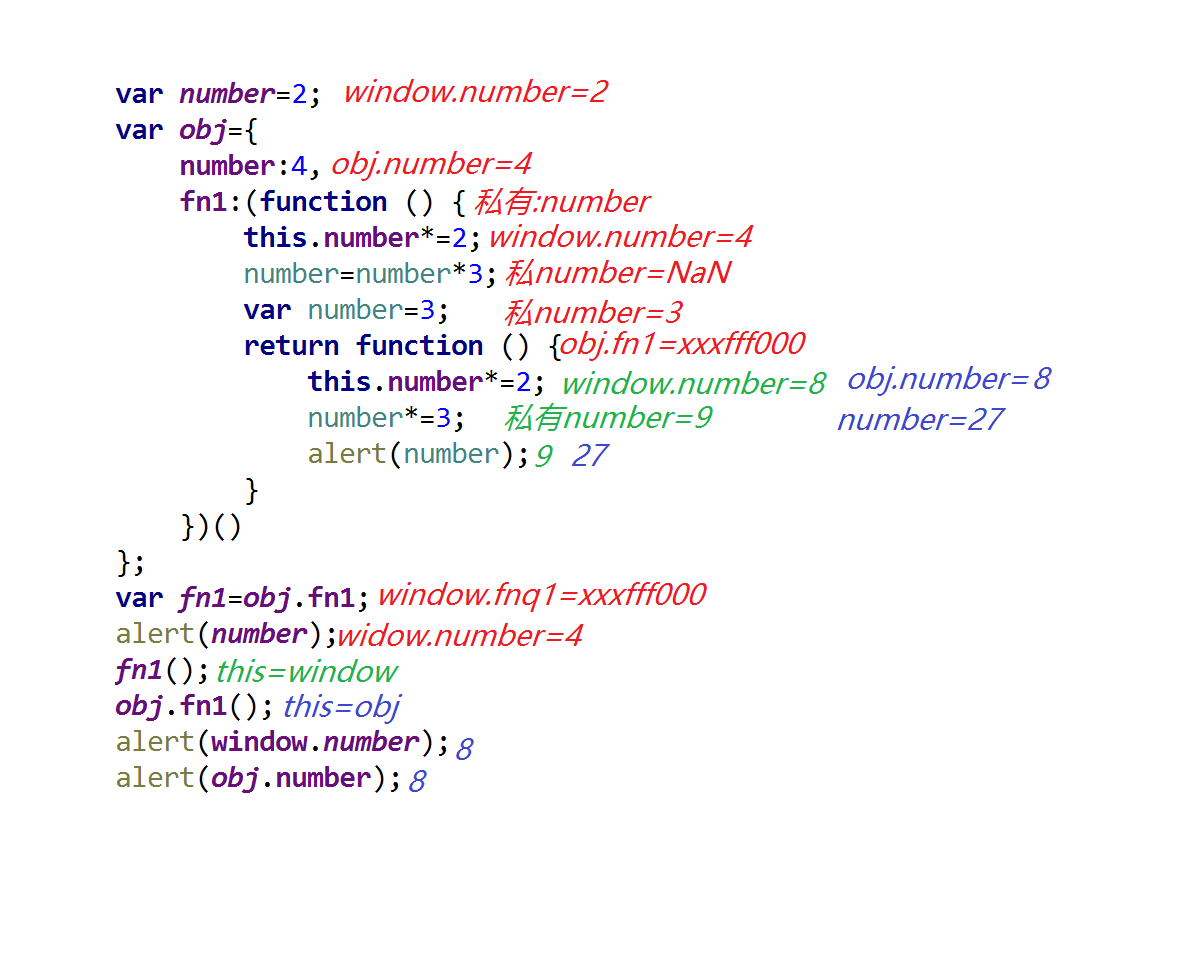 var number=2; window.number=2
var obj={
number:4, obj.number=4
fn1:(function () { 私有:number
this.number*=2; window.number=4
number=number*3; 私number=NaN
var number=3; 私number=3
return function () { obj.fn1=xxxfff000
this.number*=2; window.number=8 obj.number=8
number*=3; 私有number=9 number=27
alert(number); 9 27
}
})()
};
var fn1=obj.fn1; window.fnq1=xxxfff000
alert(number); widow.number=4
fn1(); this=window
obj.fn1(); this=obj
alert(window.number); 8
alert(obj.number); 8